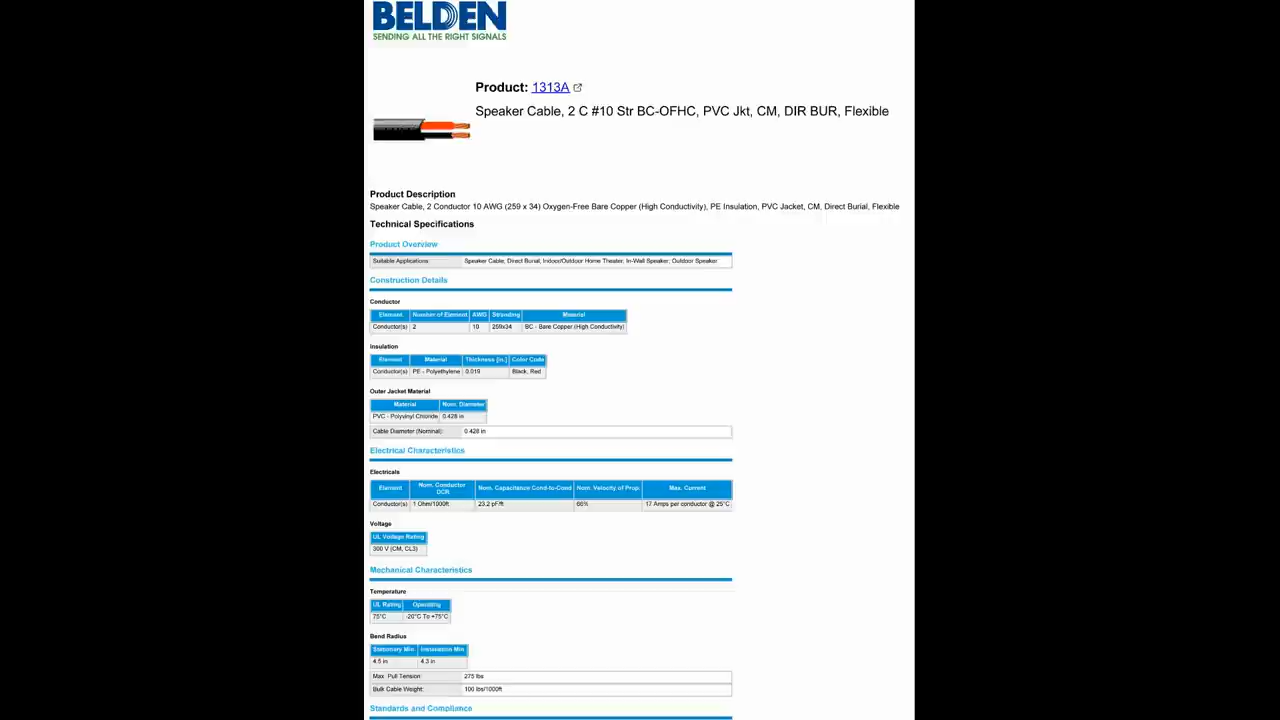 BELDEN
SENDING ALL THE RIGHT SIGNALS
Product: 1313A
Speaker Cable, 2 C #10 Str BC-OFHC, PVC Jkt, CM, DIR BUR, Flexible
Product Description
Speaker Cable, 2 Conductor 10 AWG (259 x 34) Oxygen-Free Bare Copper (High Conductivity), PE Insulation, PVC Jacket, CM, Direct Burial, Flexible
Technical Specifications
Product Overview
Suitable Applications: Speaker Cable, Direct Burial, Indoor/Outdoor Home Theater; In-Wall Speaker; Outdoor Speaker
Construction Details
Conductor
Element Number of Element AWG Stranding Material
Conductor(s) 2 10 259x34 BC - Bare Copper (High Conductivity)
Insulation
Element Material Thickness [in.] Color Code
Conductor(s) PE - Polyethylene 0.019 Black, Red
Outer Jacket Material
Material Nom. Diameter
PVC - Polyvinyl Chloride 0.428 in
Cable Diameter (Nominal): 0.428 in
Electrical Characteristics
Electricals
Element Nom. Conductor DCR Nom. Capacitance Cond-to-Cond Nom. Velocity of Prop. Max. Current
Conductor(s) 1 Ohm/1000ft 23.2 pF/ft 66% 17 Amps per conductor @ 25°C
Voltage
UL Voltage Rating
300 V (CM, CL3)
Mechanical Characteristics
Temperature
UL Rating Operating
75°C -20°C To +75°C
Bend Radius
Stationary Min. Installation Min.
4.5 in 4.3 in
Max. Pull Tension: 275 lbs
Bulk Cable Weight: 100 lbs/1000ft
Standards and Compliance